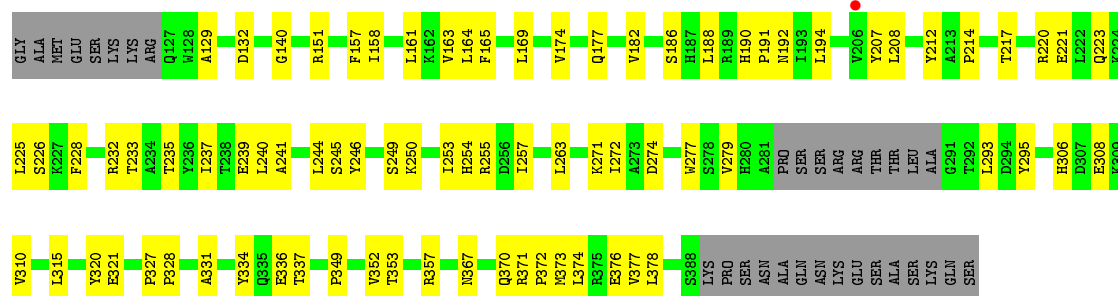 GLY ALA MET GLU SER LYS LYS ARG Q127 W128 A129 D132 G140 R151 F157 I158 L161 K162 V163 L164 F165 L169 V174 Q177 V182 S186 H187 L188 R189 H190 P191 N192 I193 L194 V206 Y207 L208 Y212 A213 P214 T217 R220 E221 L222 Q223 K224
L225 S226 K227 F228 R232 T233 A234 T235 Y236 I237 T238 E239 L240 A241 L244 S245 Y246 S249 K250 I253 H254 R255 D256 I257 L263 K271 I272 A273 D274 W277 S278 V279 H280 A281 PRO SER SER ARG ARG THR THR LEU ALA G291 T292 L293 D294 Y295 H306 D307 E308 K309
V310 L315 Y320 E321 P327 P328 A331 Y334 Q335 E336 T337 P349 V352 T353 R357 N367 Q370 R371 P372 M373 L374 R375 E376 V377 L378 S388 LYS PRO SER ASN ALA GLN ASN LYS GLU SER ALA SER LYS GLN SER